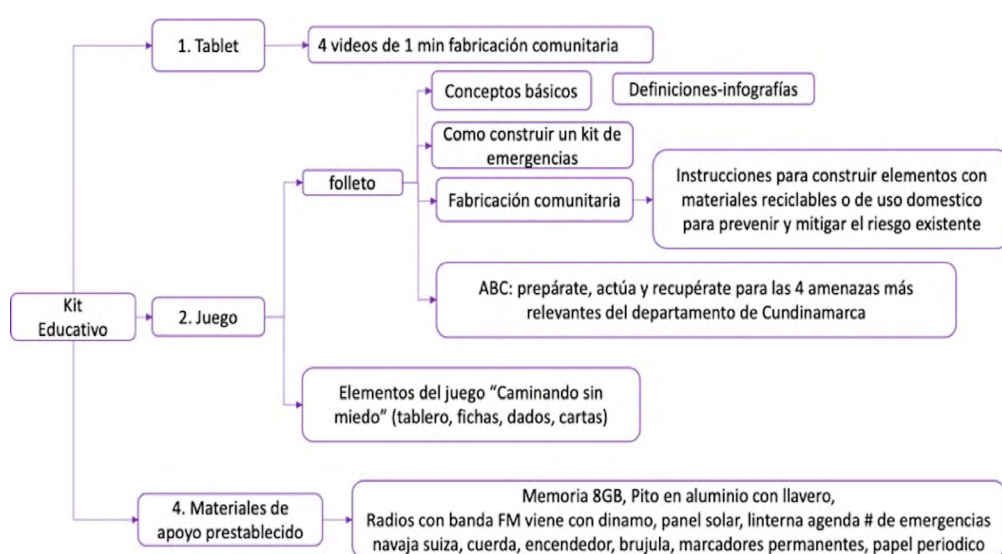 1. Tablet
4 videos de 1 min fabricación comunitaria
Conceptos básicos
Definiciones-infografías
Como construir un kit de
emergencias
folleto
Fabricación comunitaria
Instrucciones para construir elementos con
materiales reciclables o de uso domestico
para prevenir y mitigar el riesgo existente
ABC: prepárate, actúa y recupérate para las 4 amenazas más
relevantes del departamento de Cundinamarca
Kit
Educativo
2. Juego
Elementos del juego “Caminando sin
miedo” (tablero, fichas, dados, cartas)
4. Materiales de
apoyo prestablecido
Memoria 8GB, Pito en aluminio con llavero,
Radios con banda FM viene con dinamo, panel solar, linterna agenda # de emergencias
navaja suiza, cuerda, encendedor, brujula, marcadores permanentes, papel periodico